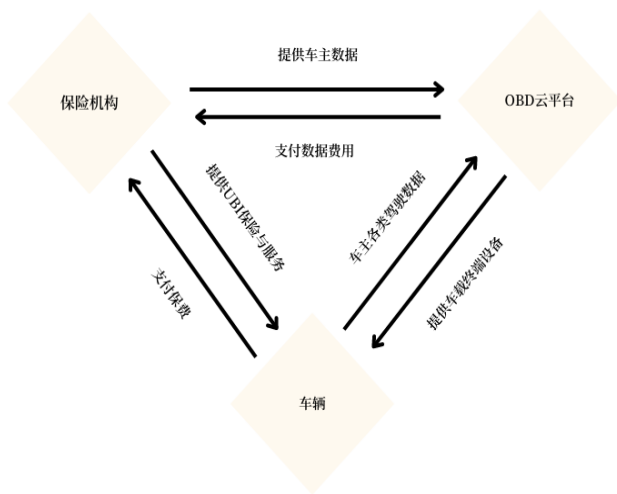 提供车主数据
保险机构
OBD云平台
支付数据费用
提供UBI保险与服务
车主各类驾驶数据
支付保费
提供车载终端设备
车辆